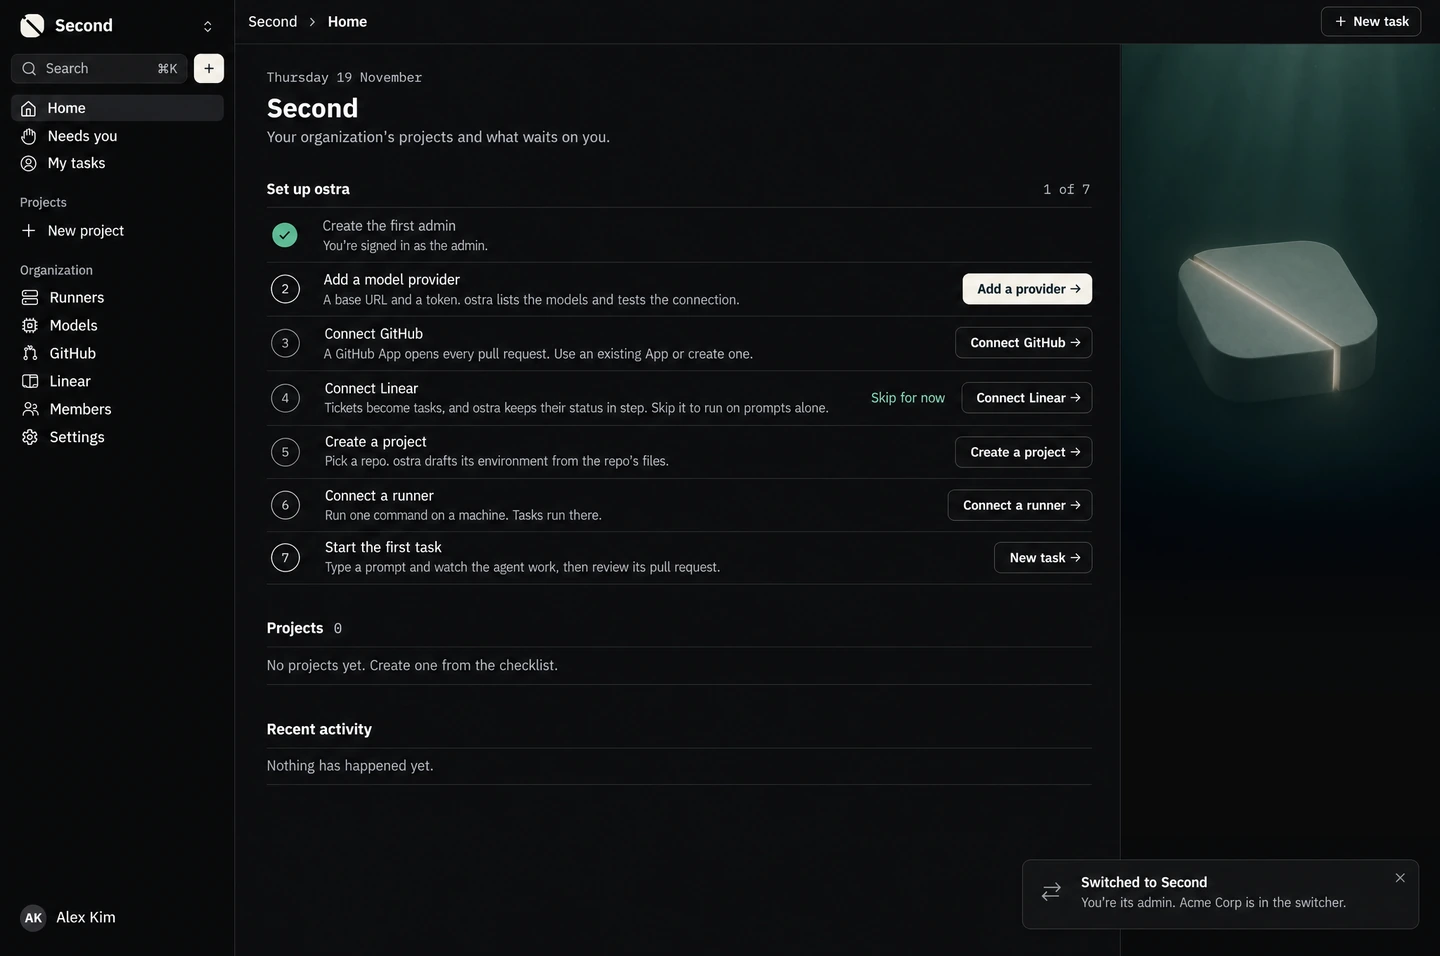 Second
Search
⌘K
+
Home
Needs you
My tasks
Projects
New project
Organization
Runners
Models
GitHub
Linear
Members
Settings
AK
Alex Kim
Second > Home
+ New task
Thursday 19 November
Second
Your organization's projects and what waits on you.
Set up ostra
1 of 7
Create the first admin
You're signed in as the admin.
2
Add a model provider
A base URL and a token. ostra lists the models and tests the connection.
Add a provider →
3
Connect GitHub
A GitHub App opens every pull request. Use an existing App or create one.
Connect GitHub →
4
Connect Linear
Tickets become tasks, and ostra keeps their status in step. Skip it to run on prompts alone.
Skip for now
Connect Linear →
5
Create a project
Pick a repo. ostra drafts its environment from the repo's files.
Create a project →
6
Connect a runner
Run one command on a machine. Tasks run there.
Connect a runner →
7
Start the first task
Type a prompt and watch the agent work, then review its pull request.
New task →
Projects 0
No projects yet. Create one from the checklist.
Recent activity
Nothing has happened yet.
Switched to Second
You're its admin. Acme Corp is in the switcher.